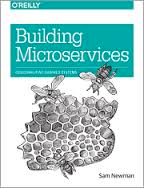 O'REILLY
Building
Microservices
DESIGNING FINE-GRAINED SYSTEMS
Sam Newman